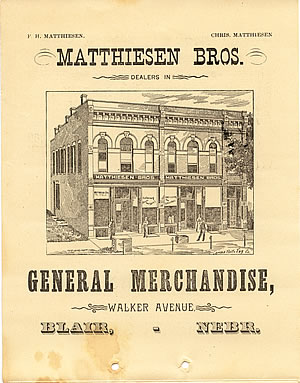 F. H. MATTHIESEN. CHRIS. MATTHIESEN
MATTHIESEN BROS.
DEALERS IN
MATTHIESEN BROS. MATTHIESEN BROS.
GENERAL MERCHANDISE,
WALKER AVENUE.
BLAIR, - NEBR.